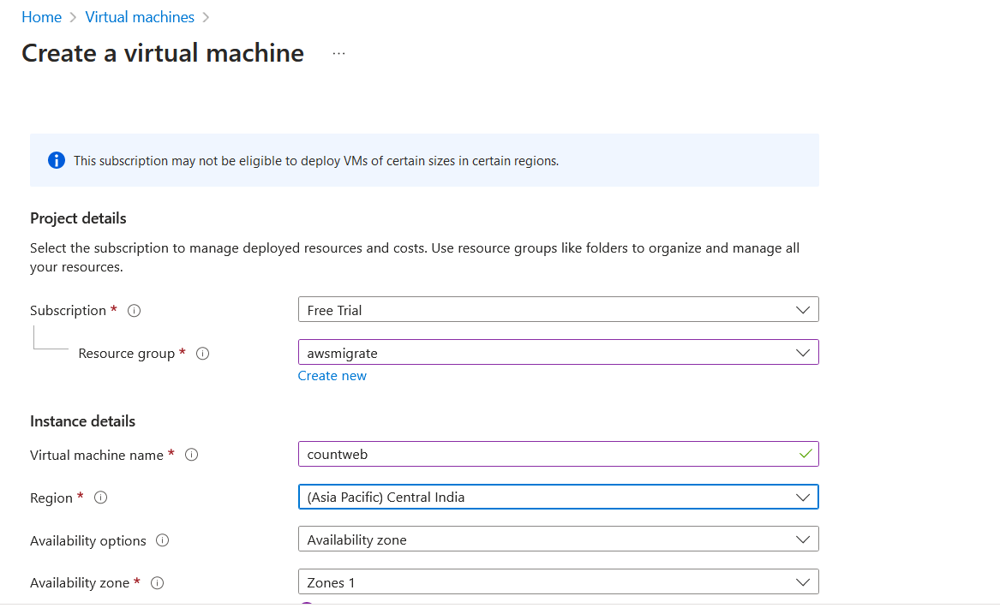 Home > Virtual machines >
Create a virtual machine ...
This subscription may not be eligible to deploy VMs of certain sizes in certain regions.
Project details
Select the subscription to manage deployed resources and costs. Use resource groups like folders to organize and manage all
your resources.
Subscription * Free Trial
Resource group * awsmigrate
Create new
Instance details
Virtual machine name * countweb
Region * (Asia Pacific) Central India
Availability options Availability zone
Availability zone * Zones 1